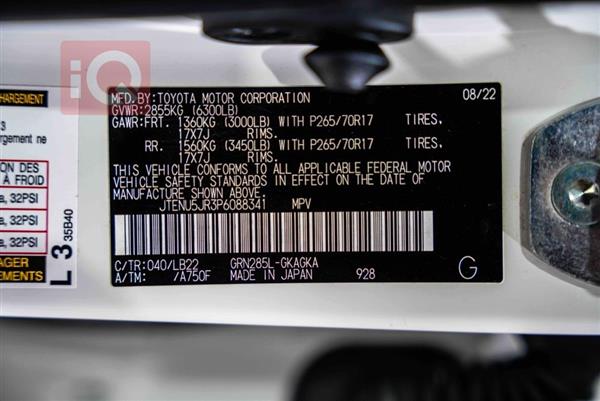 iQ
HARGEMENT
argement ne
ION DES
À FROID
a, 32PSI
a, 32PSI
a, 32PSI
AGER
EMENTS
L 3
35B40
MFD.BY:TOYOTA MOTOR CORPORATION 08/22
GVWR:2855KG (6300LB)
GAWR:FRT. 1360KG (3000LB) WITH P265/70R17 TIRES.
17X7J RIMS.
RR. 1560KG (3450LB) WITH P265/70R17 TIRES.
17X7J RIMS.
THIS VEHICLE CONFORMS TO ALL APPLICABLE FEDERAL MOTOR
VEHICLE SAFETY STANDARDS IN EFFECT ON THE DATE OF
MANUFACTURE SHOWN ABOVE.
JTENU5JR3P6088341 MPV
C/TR:040/LB22 GRN285L-GKAGKA
A/TM: /A750F MADE IN JAPAN 928 G